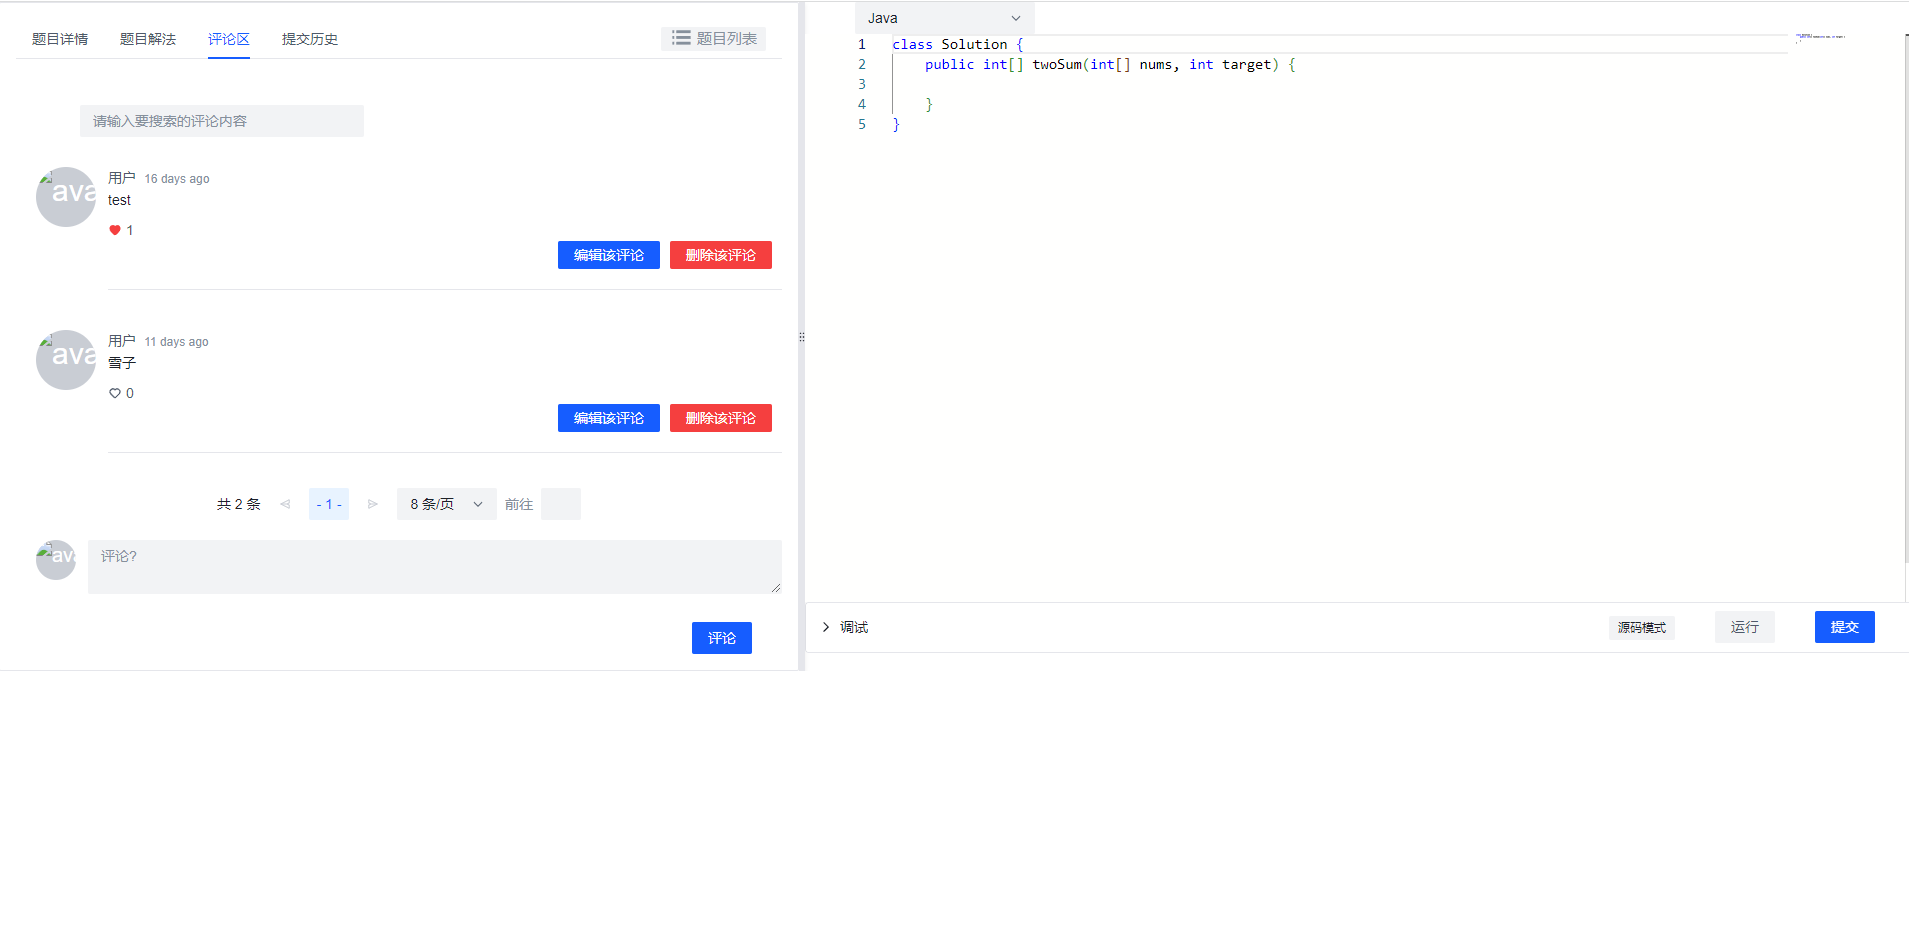 题目详情 题目解法 评论区 提交历史 题目列表
请输入要搜索的评论内容
ava
用户 16 days ago
test
1
编辑该评论 删除该评论
ava
用户 11 days ago
雪子
0
编辑该评论 删除该评论
共 2 条 - 1 - 8 条/页 前往
ava
评论?
评论
Java
1 class Solution {
2 public int[] twoSum(int[] nums, int target) {
3
4 }
5 }
调试 源码模式 运行 提交